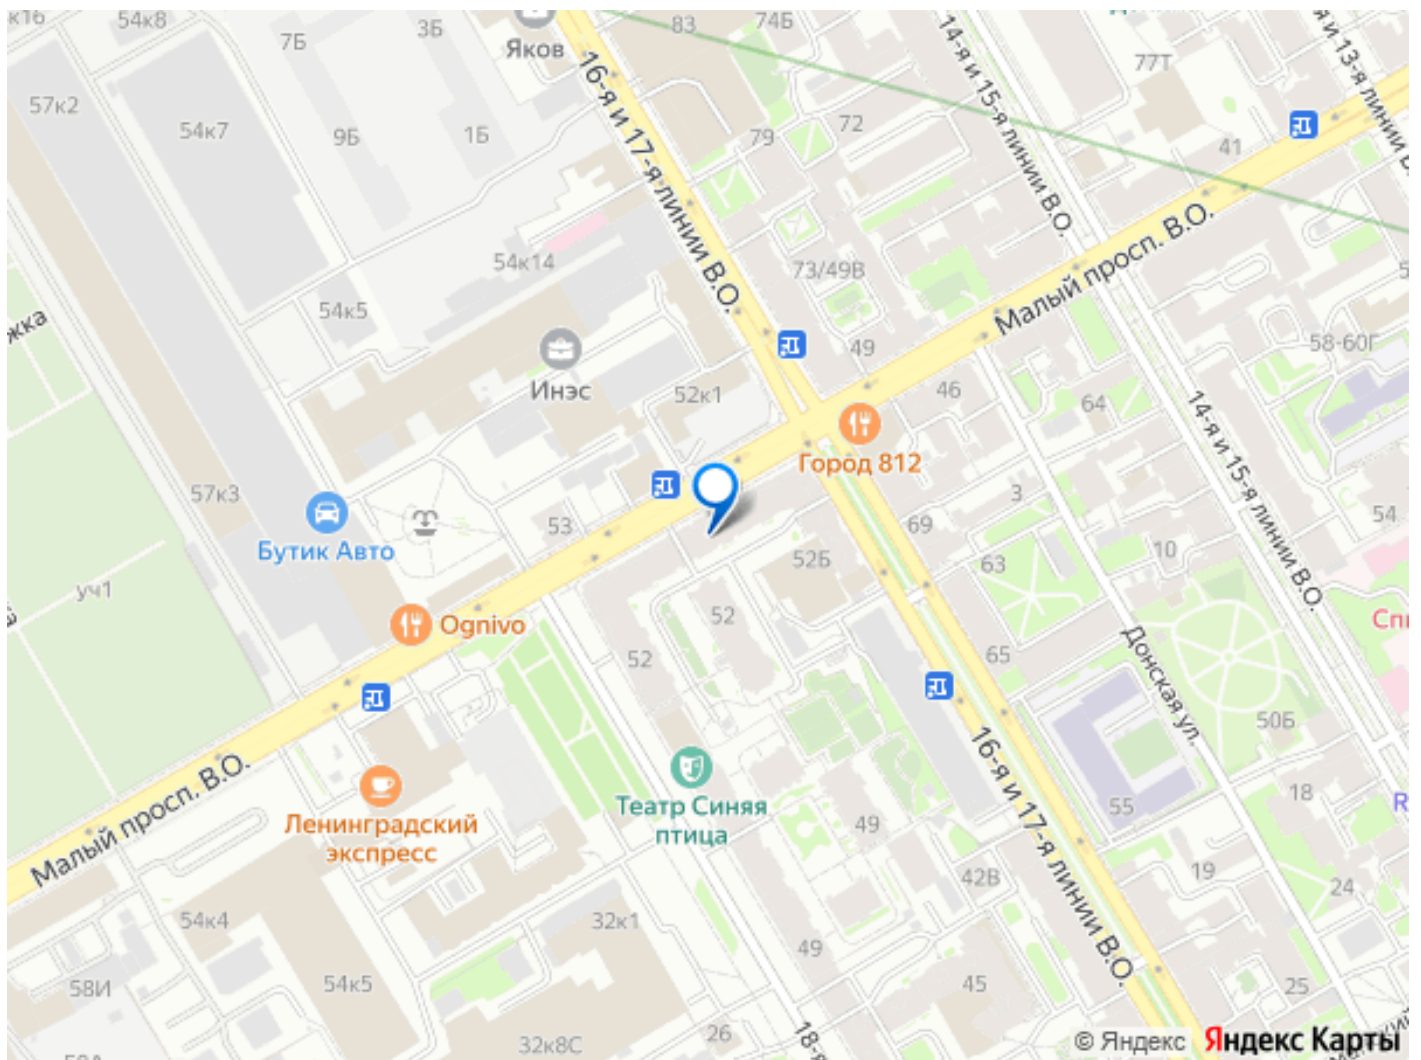 54к8
7Б
3Б
Яков
83
74Б
57к2
54к7
9Б
1Б
16-я и 17-я линии В.О.
79
72
14-я и 15-я линии В.О.
77Т
41
Малый просп. В.О.
54к14
54к5
73/49В
49
58-60Г
Инэс
52к1
46
64
Город 812
14-я и 15-я линии В.О.
57к3
Бутик Авто
53
3
69
54
52Б
63
10
уч1
Ognivo
52
52
65
Донская ул.
50Б
Малый просп. В.О.
Ленинградский
экспресс
Театр Синяя
птица
49
16-я и 17-я линии В.О.
55
18
42В
19
24
54к4
32к1
49
58И
54к5
45
25
32к8С
26
18-я
© Яндекс
Яндекс Карты